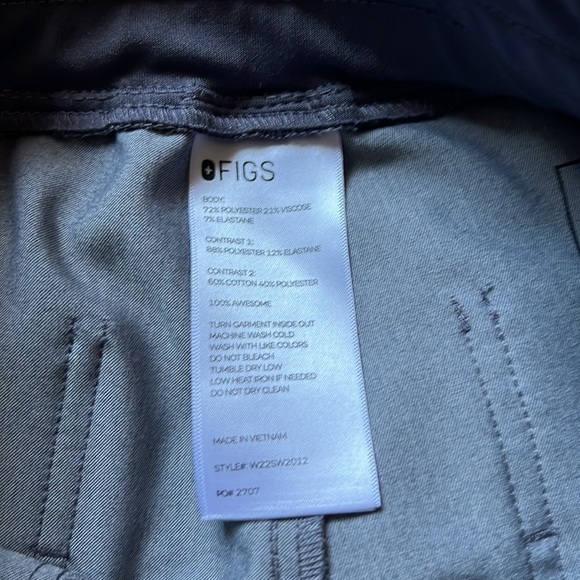 FIGS
BODY:
72% POLYESTER 21% VISCOSE
7% ELASTANE
CONTRAST 1:
88% POLYESTER 12% ELASTANE
CONTRAST 2:
60% COTTON 40% POLYESTER
100% AWESOME
TURN GARMENT INSIDE OUT
MACHINE WASH COLD
WASH WITH LIKE COLORS
DO NOT BLEACH
TUMBLE DRY LOW
LOW HEAT IRON IF NEEDED
DO NOT DRY CLEAN
MADE IN VIETNAM
STYLE#: W22SW2012
PO# 2707